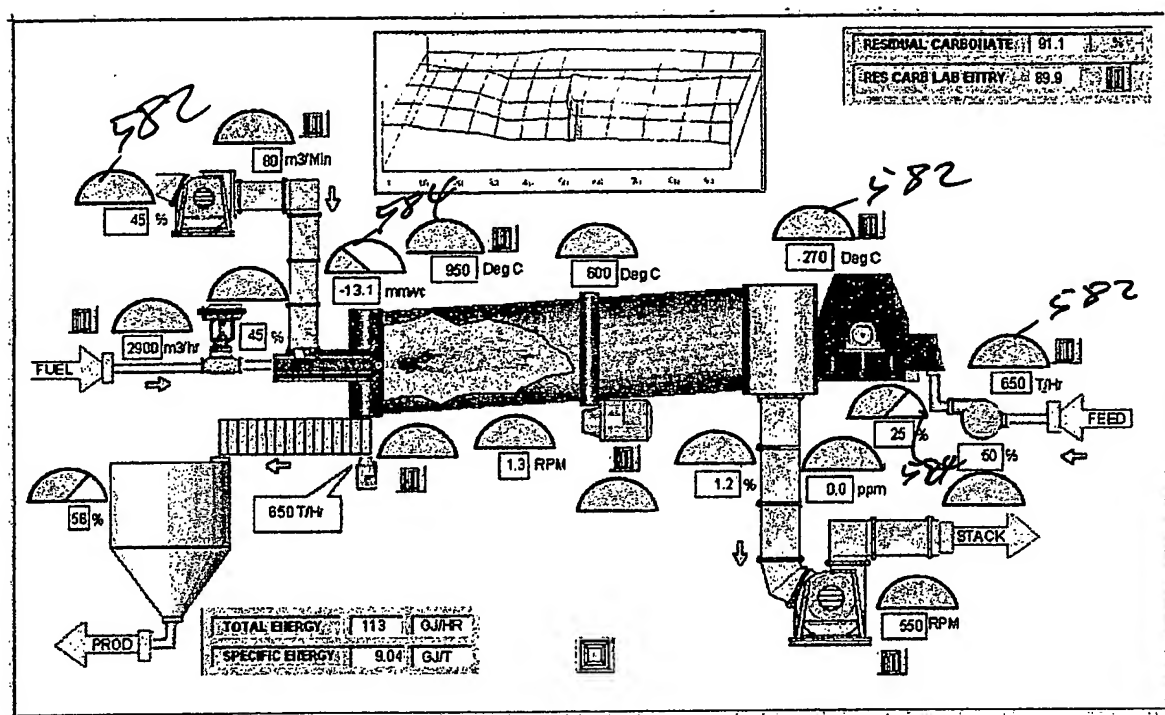 RESIDUAL CARBONATE 91.1 %
RES CARB LAB ENTRY 89.9
582
80 m3/Min
45 %
584
582
950 Deg C
600 Deg C
.270 Deg C
-13.1 mmwc
582
2900 m3/hr
45 %
650 T/Hr
FUEL
25 %
FEED
1.3 RPM
1.2 %
0.0 ppm
584
60 %
56 %
650 T/Hr
STACK
TOTAL ENERGY 113 GJ/HR
550 RPM
PROD
SPECIFIC ENERGY 9.04 GJ/T